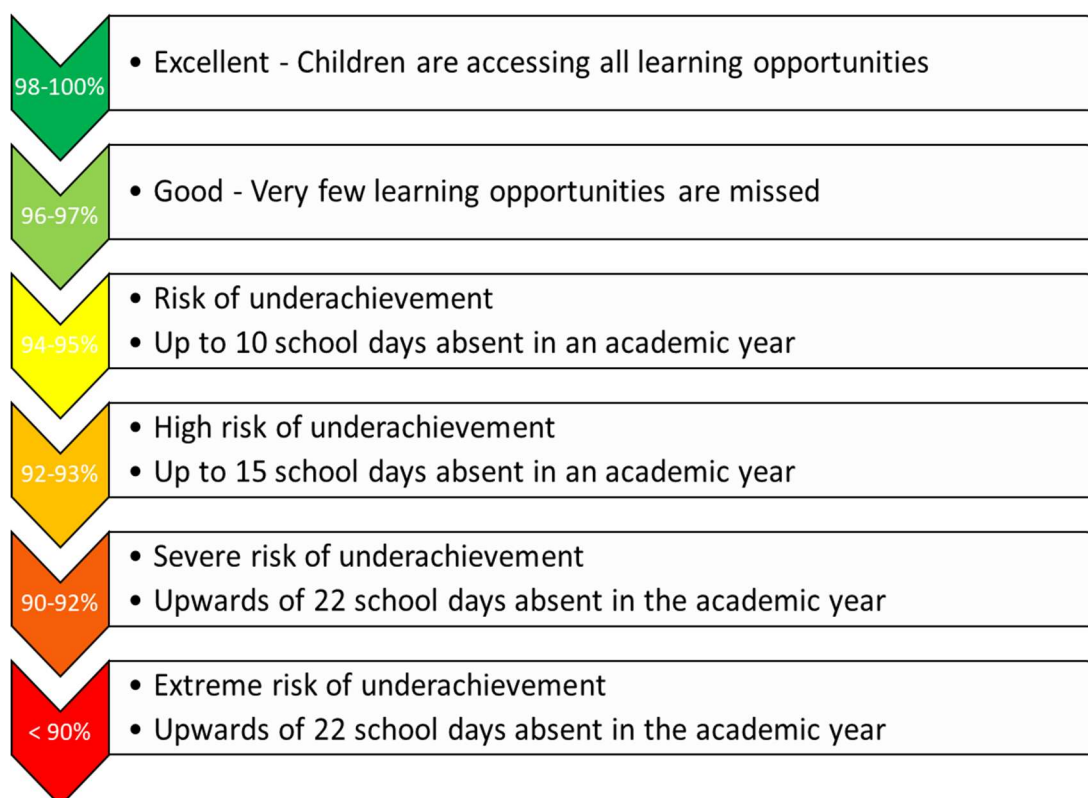 98-100%
• Excellent - Children are accessing all learning opportunities
96-97%
• Good - Very few learning opportunities are missed
94-95%
• Risk of underachievement
• Up to 10 school days absent in an academic year
92-93%
• High risk of underachievement
• Up to 15 school days absent in an academic year
90-92%
• Severe risk of underachievement
• Upwards of 22 school days absent in the academic year
< 90%
• Extreme risk of underachievement
• Upwards of 22 school days absent in the academic year